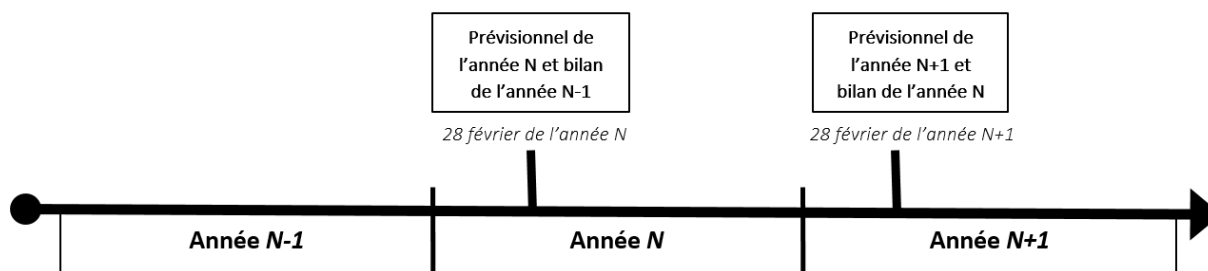 Prévisionnel de
l'année N et bilan
de l'année N-1
Prévisionnel de
l'année N+1 et
bilan de l'année N
28 février de l'année N
28 février de l'année N+1
Année N-1
Année N
Année N+1